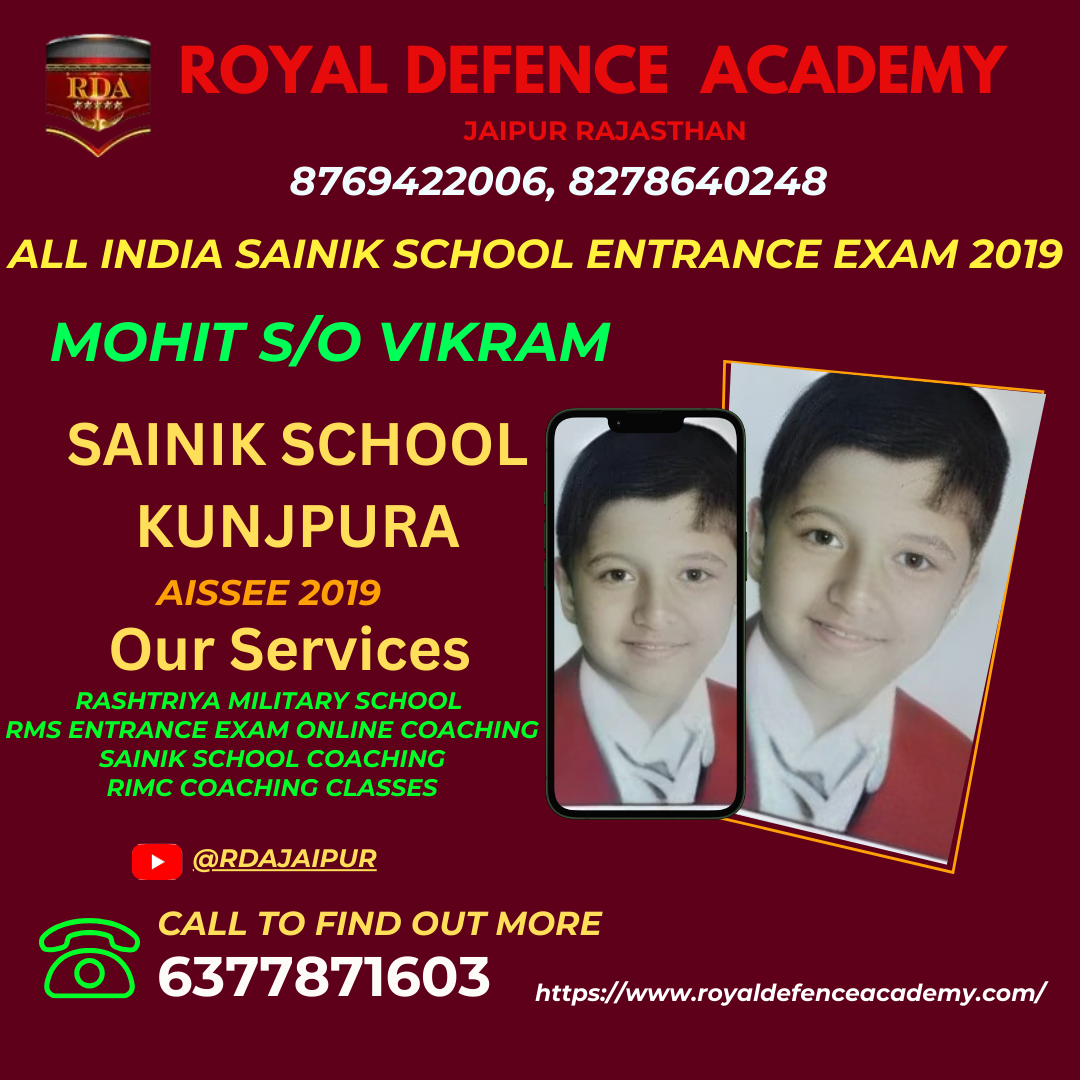 RDA
ROYAL DEFENCE ACADEMY
JAIPUR RAJASTHAN
8769422006, 8278640248
ALL INDIA SAINIK SCHOOL ENTRANCE EXAM 2019
MOHIT S/O VIKRAM
SAINIK SCHOOL
KUNJPURA
AISSEE 2019
Our Services
RASHTRIYA MILITARY SCHOOL
RMS ENTRANCE EXAM ONLINE COACHING
SAINIK SCHOOL COACHING
RIMC COACHING CLASSES
@RDAJAIPUR
CALL TO FIND OUT MORE
6377871603
https://www.royaldefenceacademy.com/